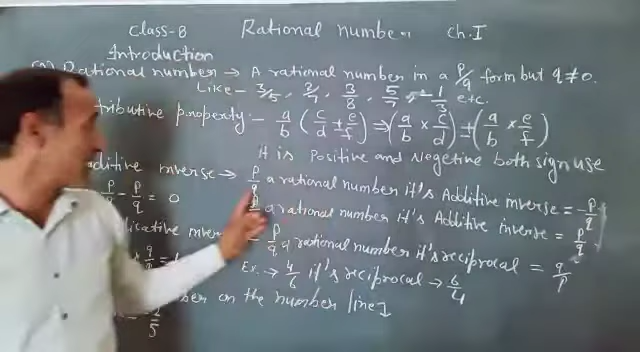 Class-8 Rational number Ch.I
Introduction
Rational number → A rational number in a p/q form but q ≠ 0.
Like - 3/5, 2/7, 3/8, 5/7, -1/3 etc.
tributive property:- a/b (c/d ± e/f) ⇒ (a/b × c/d) ± (a/b × e/f)
It is Positive and Negetive both sign use
additive inverse → p/q a rational number it's Additive inverse = -p/q
p/q - p/q = 0
a rational number it's Additive inverse = p/q
licative inver - p/q a rational number it's reciprocal = q/p
Ex. → 4/6 it's reciprocal → 6/4
ber on the number line]